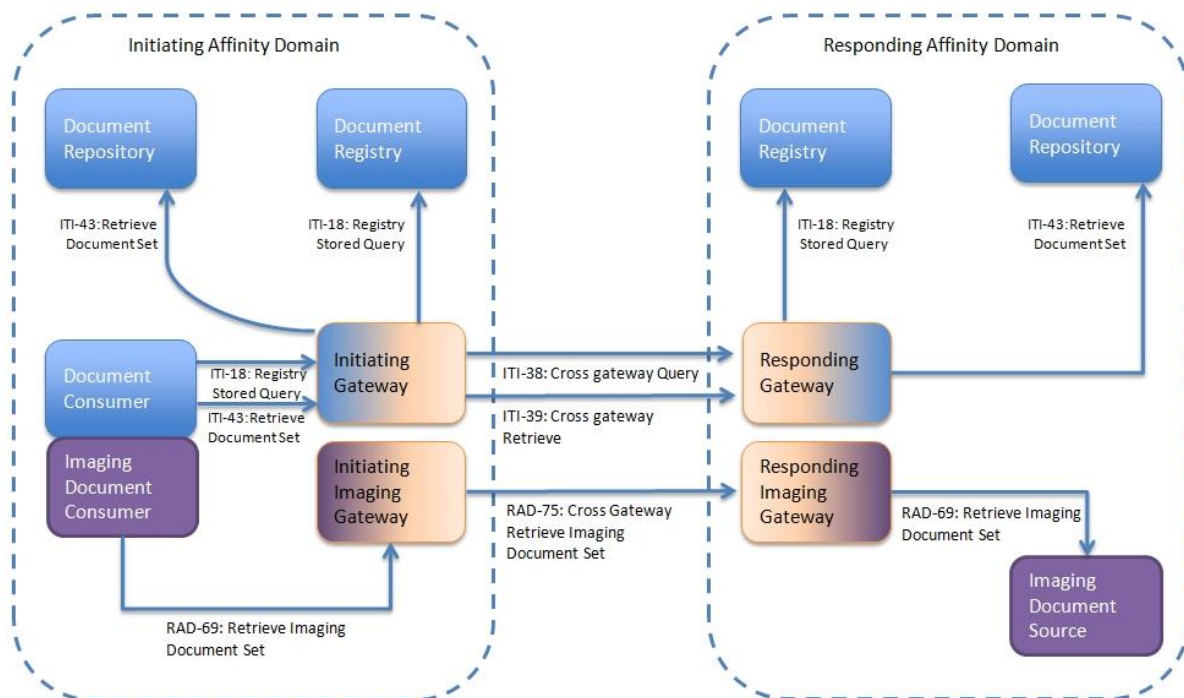 Initiating Affinity Domain
Responding Affinity Domain
Document
Repository
Document
Registry
Document
Registry
Document
Repository
ITI-43:Retrieve
Document Set
ITI-18: Registry
Stored Query
ITI-18: Registry
Stored Query
ITI-43:Retrieve
Document Set
Document
Consumer
ITI-18: Registry
Stored Query
ITI-43:Retrieve
Document Set
Initiating
Gateway
ITI-38: Cross gateway Query
ITI-39: Cross gateway
Retrieve
Responding
Gateway
Imaging
Document
Consumer
Initiating
Imaging
Gateway
RAD-75: Cross Gateway
Retrieve Imaging
Document Set
Responding
Imaging
Gateway
RAD-69: Retrieve Imaging
Document Set
Imaging
Document
Source
RAD-69: Retrieve Imaging
Document Set